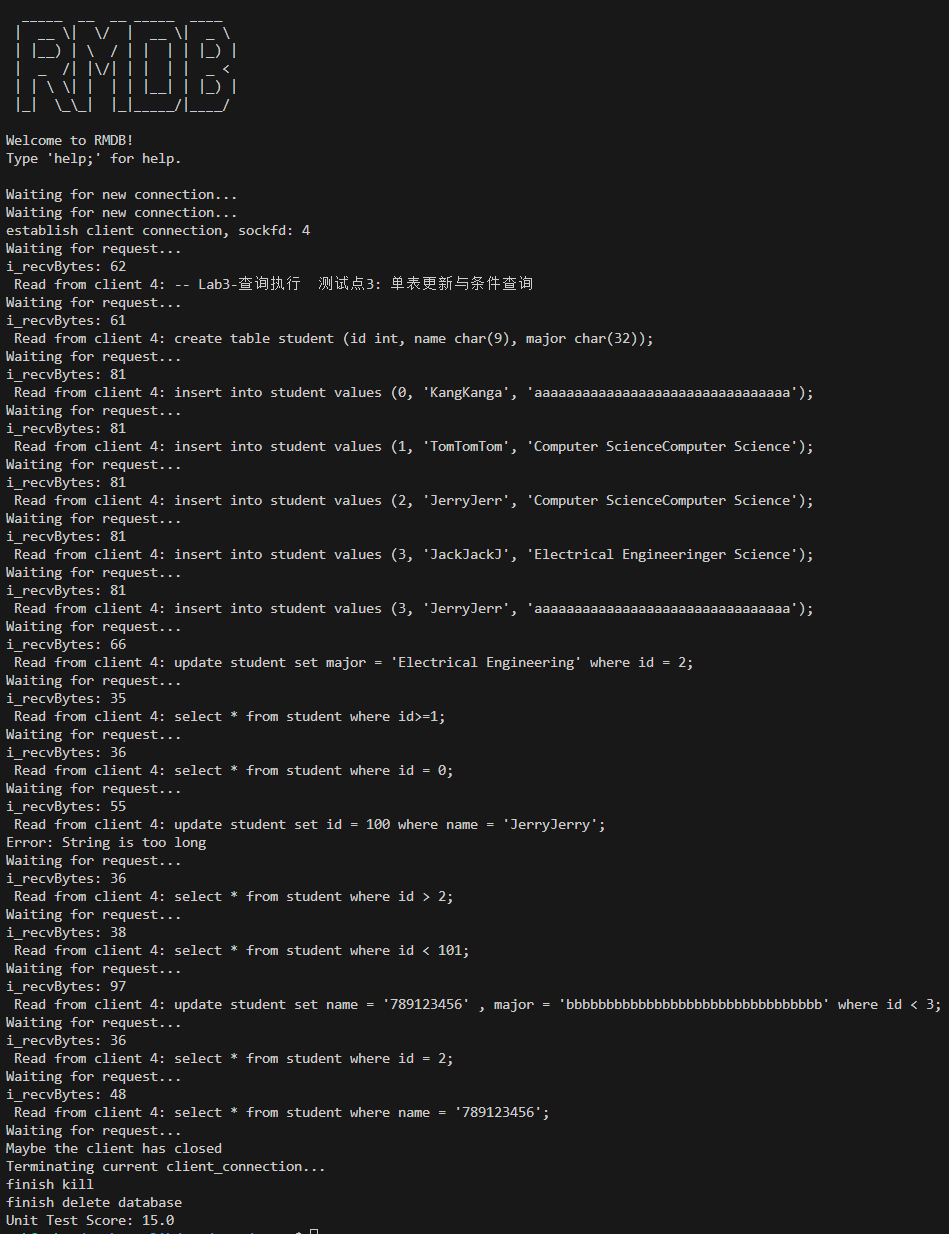 Welcome to RMDB!
Type 'help;' for help.
Waiting for new connection...
Waiting for new connection...
establish client connection, sockfd: 4
Waiting for request...
i_recvBytes: 62
Read from client 4: -- Lab3-查询执行  测试点3: 单表更新与条件查询
Waiting for request...
i_recvBytes: 61
Read from client 4: create table student (id int, name char(9), major char(32));
Waiting for request...
i_recvBytes: 81
Read from client 4: insert into student values (0, 'KangKanga', 'aaaaaaaaaaaaaaaaaaaaaaaaaaaaaaaa');
Waiting for request...
i_recvBytes: 81
Read from client 4: insert into student values (1, 'TomTomTom', 'Computer ScienceComputer Science');
Waiting for request...
i_recvBytes: 81
Read from client 4: insert into student values (2, 'JerryJerr', 'Computer ScienceComputer Science');
Waiting for request...
i_recvBytes: 81
Read from client 4: insert into student values (3, 'JackJackJ', 'Electrical Engineeringer Science');
Waiting for request...
i_recvBytes: 81
Read from client 4: insert into student values (3, 'JerryJerr', 'aaaaaaaaaaaaaaaaaaaaaaaaaaaaaaaa');
Waiting for request...
i_recvBytes: 66
Read from client 4: update student set major = 'Electrical Engineering' where id = 2;
Waiting for request...
i_recvBytes: 35
Read from client 4: select * from student where id>=1;
Waiting for request...
i_recvBytes: 36
Read from client 4: select * from student where id = 0;
Waiting for request...
i_recvBytes: 55
Read from client 4: update student set id = 100 where name = 'JerryJerry';
Error: String is too long
Waiting for request...
i_recvBytes: 36
Read from client 4: select * from student where id > 2;
Waiting for request...
i_recvBytes: 38
Read from client 4: select * from student where id < 101;
Waiting for request...
i_recvBytes: 97
Read from client 4: update student set name = '789123456' , major = 'bbbbbbbbbbbbbbbbbbbbbbbbbbbbbbbb' where id < 3;
Waiting for request...
i_recvBytes: 36
Read from client 4: select * from student where id = 2;
Waiting for request...
i_recvBytes: 48
Read from client 4: select * from student where name = '789123456';
Waiting for request...
Maybe the client has closed
Terminating current client_connection...
finish kill
finish delete database
Unit Test Score: 15.0